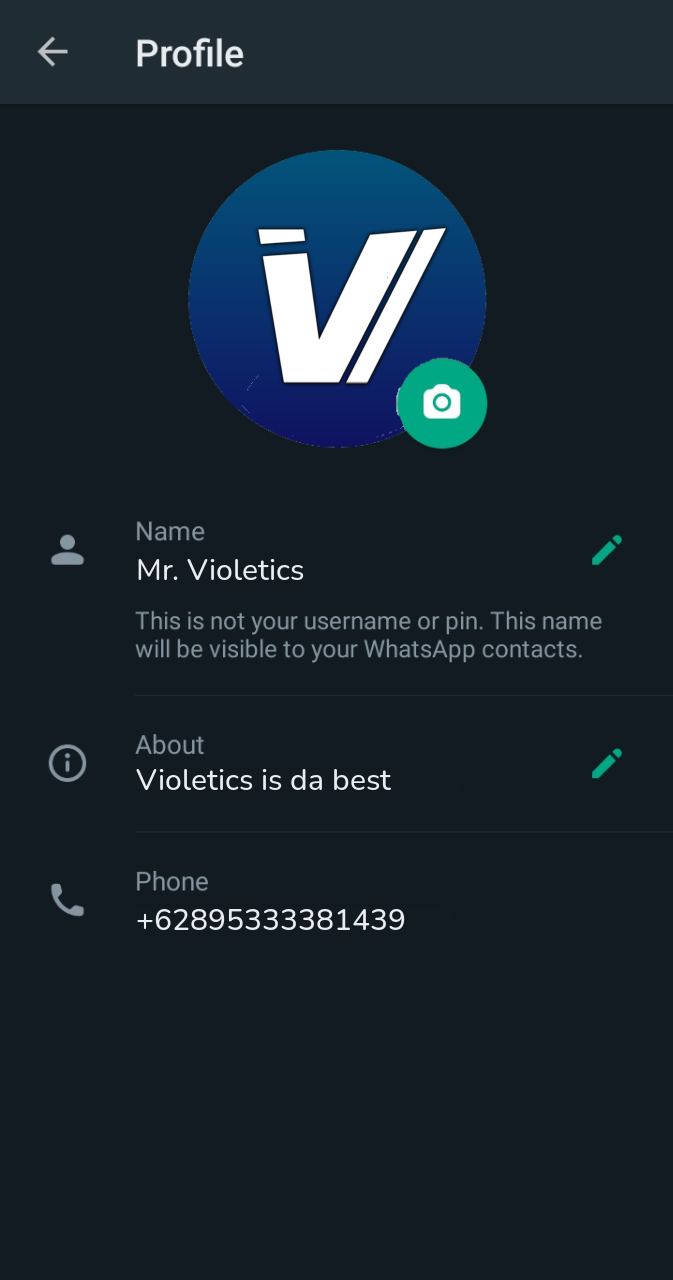 Profile
Name
Mr. Violetics
This is not your username or pin. This name
will be visible to your WhatsApp contacts.
About
Violetics is da best
Phone
+62895333381439